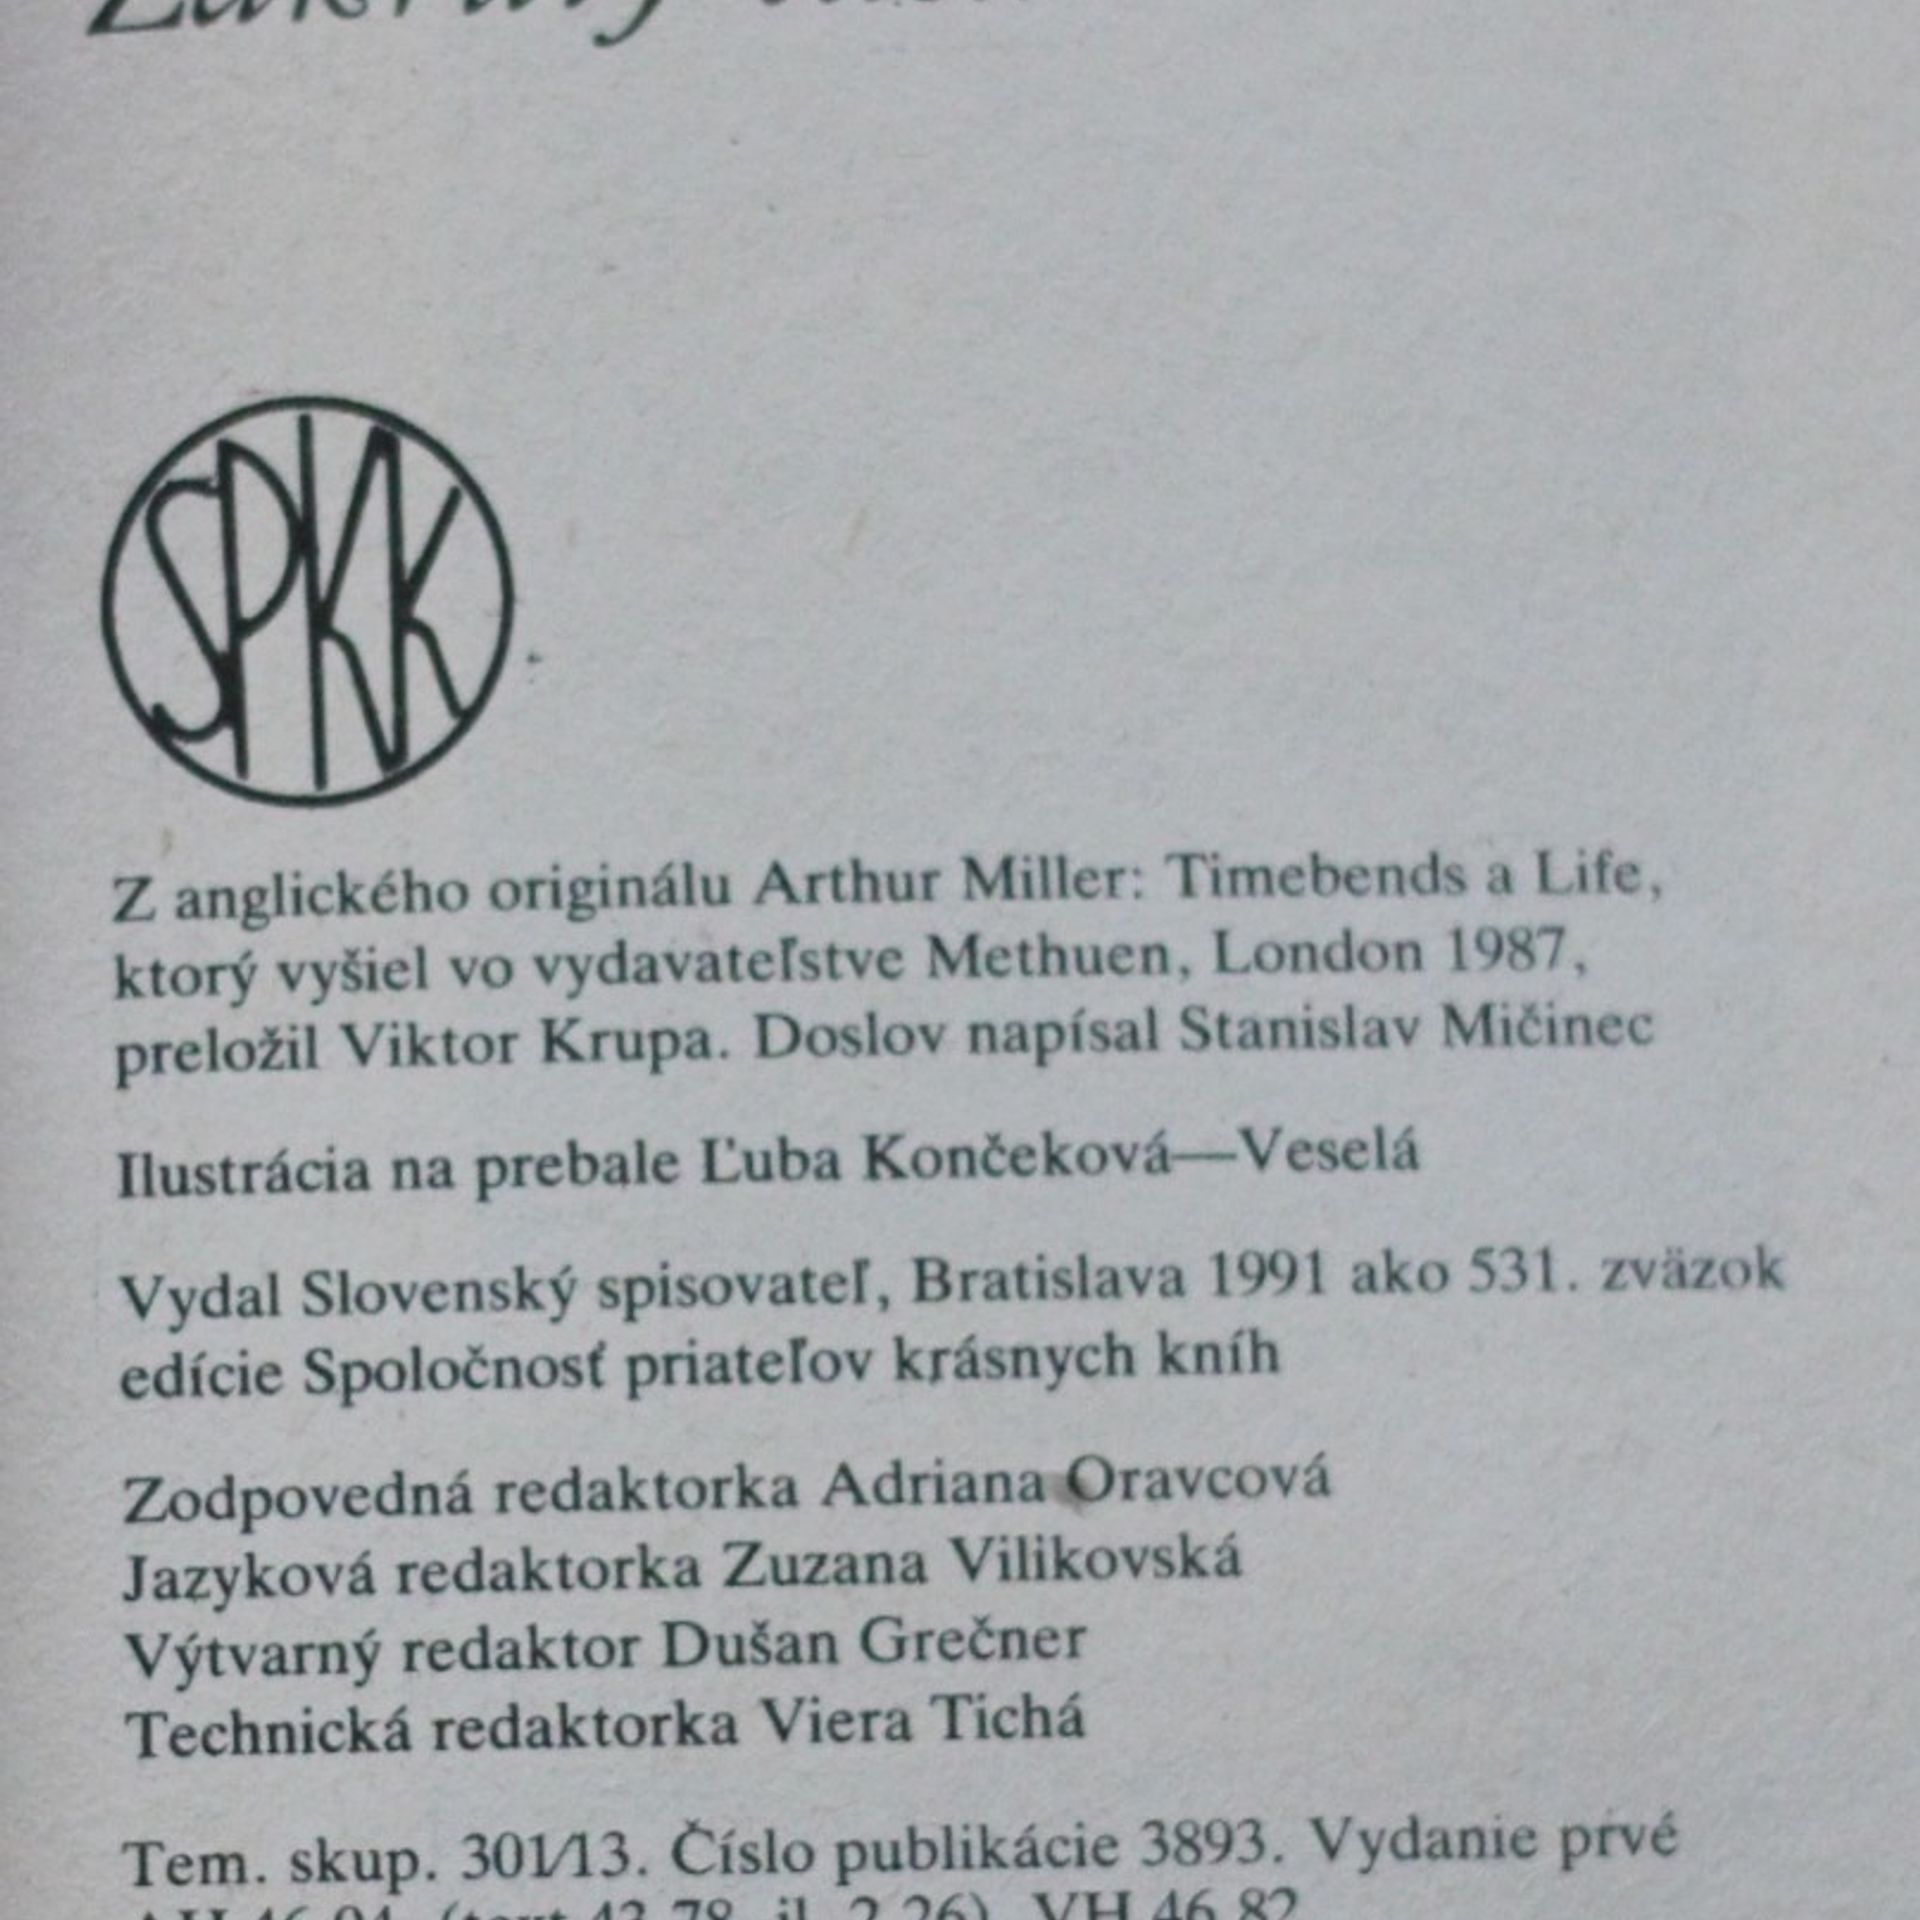 SPKK
Z anglického originálu Arthur Miller: Timebends a Life,
ktorý vyšiel vo vydavateľstve Methuen, London 1987,
preložil Viktor Krupa. Doslov napísal Stanislav Mičinec
Ilustrácia na prebale Ľuba Končeková—Veselá
Vydal Slovenský spisovateľ, Bratislava 1991 ako 531. zväzok
edície Spoločnosť priateľov krásnych kníh
Zodpovedná redaktorka Adriana Oravcová
Jazyková redaktorka Zuzana Vilikovská
Výtvarný redaktor Dušan Grečner
Technická redaktorka Viera Tichá
Tem. skup. 301/13. Číslo publikácie 3893. Vydanie prvé
VH 46,82